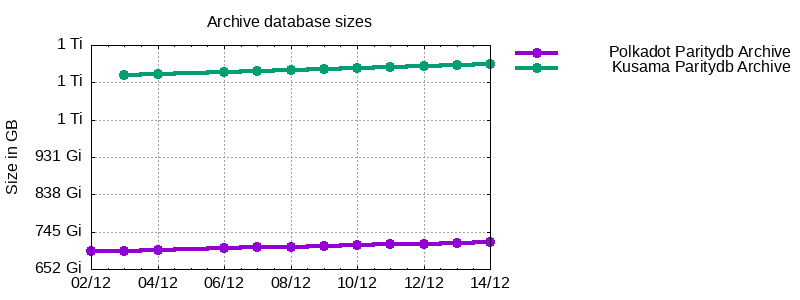 Archive database sizes
Polkadot Paritydb Archive
Kusama Paritydb Archive
Size in GB
1 Ti
1 Ti
1 Ti
931 Gi
838 Gi
745 Gi
652 Gi
02/12 04/12 06/12 08/12 10/12 12/12 14/12